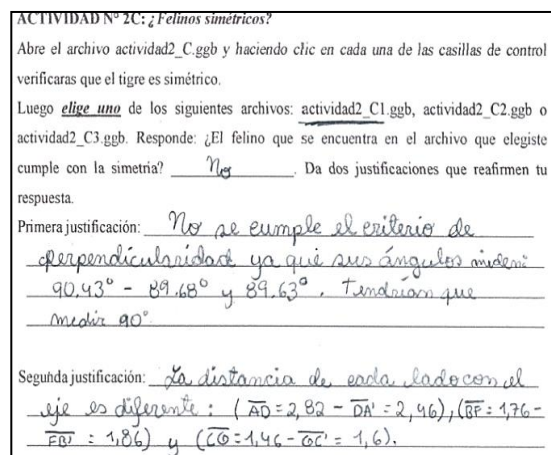 ACTIVIDAD N° 2C: ¿Felinos simétricos?
Abre el archivo actividad2_C.ggb y haciendo clic en cada una de las casillas de control
verificaras que el tigre es simétrico.
Luego elige uno de los siguientes archivos: actividad2_C1.ggb, actividad2_C2.ggb o
actividad2_C3.ggb. Responde: ¿El felino que se encuentra en el archivo que elegiste
cumple con la simetría? No. Da dos justificaciones que reafirmen tu
respuesta.
Primera justificación: No se cumple el criterio de
perpendicularidad ya que sus ángulos miden:
90.43° - 89.68° y 89.63°. Tendrían que
medir 90°
Segunda justificación: La distancia de cada lado con el
eje es diferente: (AD = 2,82 - DA' = 2,96), (BF = 1,76 -
= 1,86) y (CG = 1,46 - GC' = 1,6).